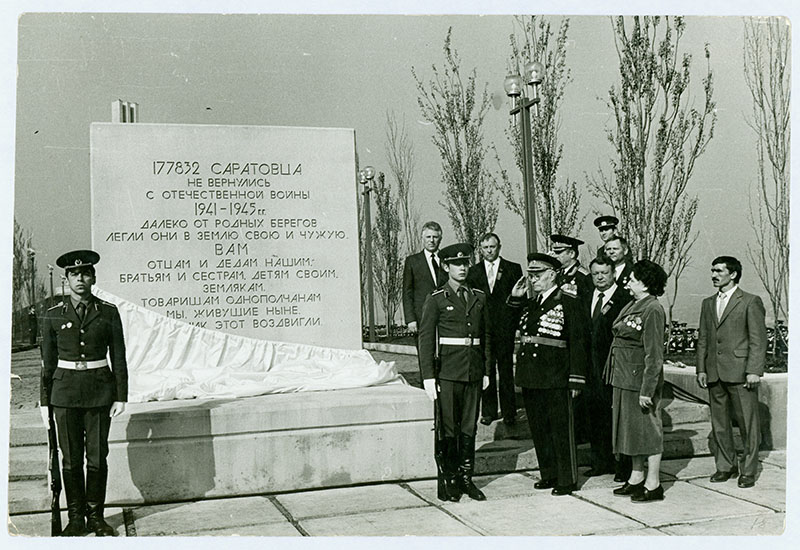 177832 САРАТОВЦА
НЕ ВЕРНУЛИСЬ
С ОТЕЧЕСТВЕННОЙ ВОЙНЫ
1941-1945 г.г.
ДАЛЕКО ОТ РОДНЫХ БЕРЕГОВ
ЛЕГЛИ ОНИ В ЗЕМЛЮ СВОЮ И ЧУЖУЮ.
ВАМ
ОТЦАМ И ДЕДАМ НАШИМ,
БРАТЬЯМ И СЕСТРАМ, ДЕТЯМ СВОИМ,
ЗЕМЛЯКАМ,
ТОВАРИЩАМ ОДНОПОЛЧАНАМ
МЫ, ЖИВУЩИЕ НЫНЕ,
ЗНАК ЭТОТ ВОЗДВИГЛИ.